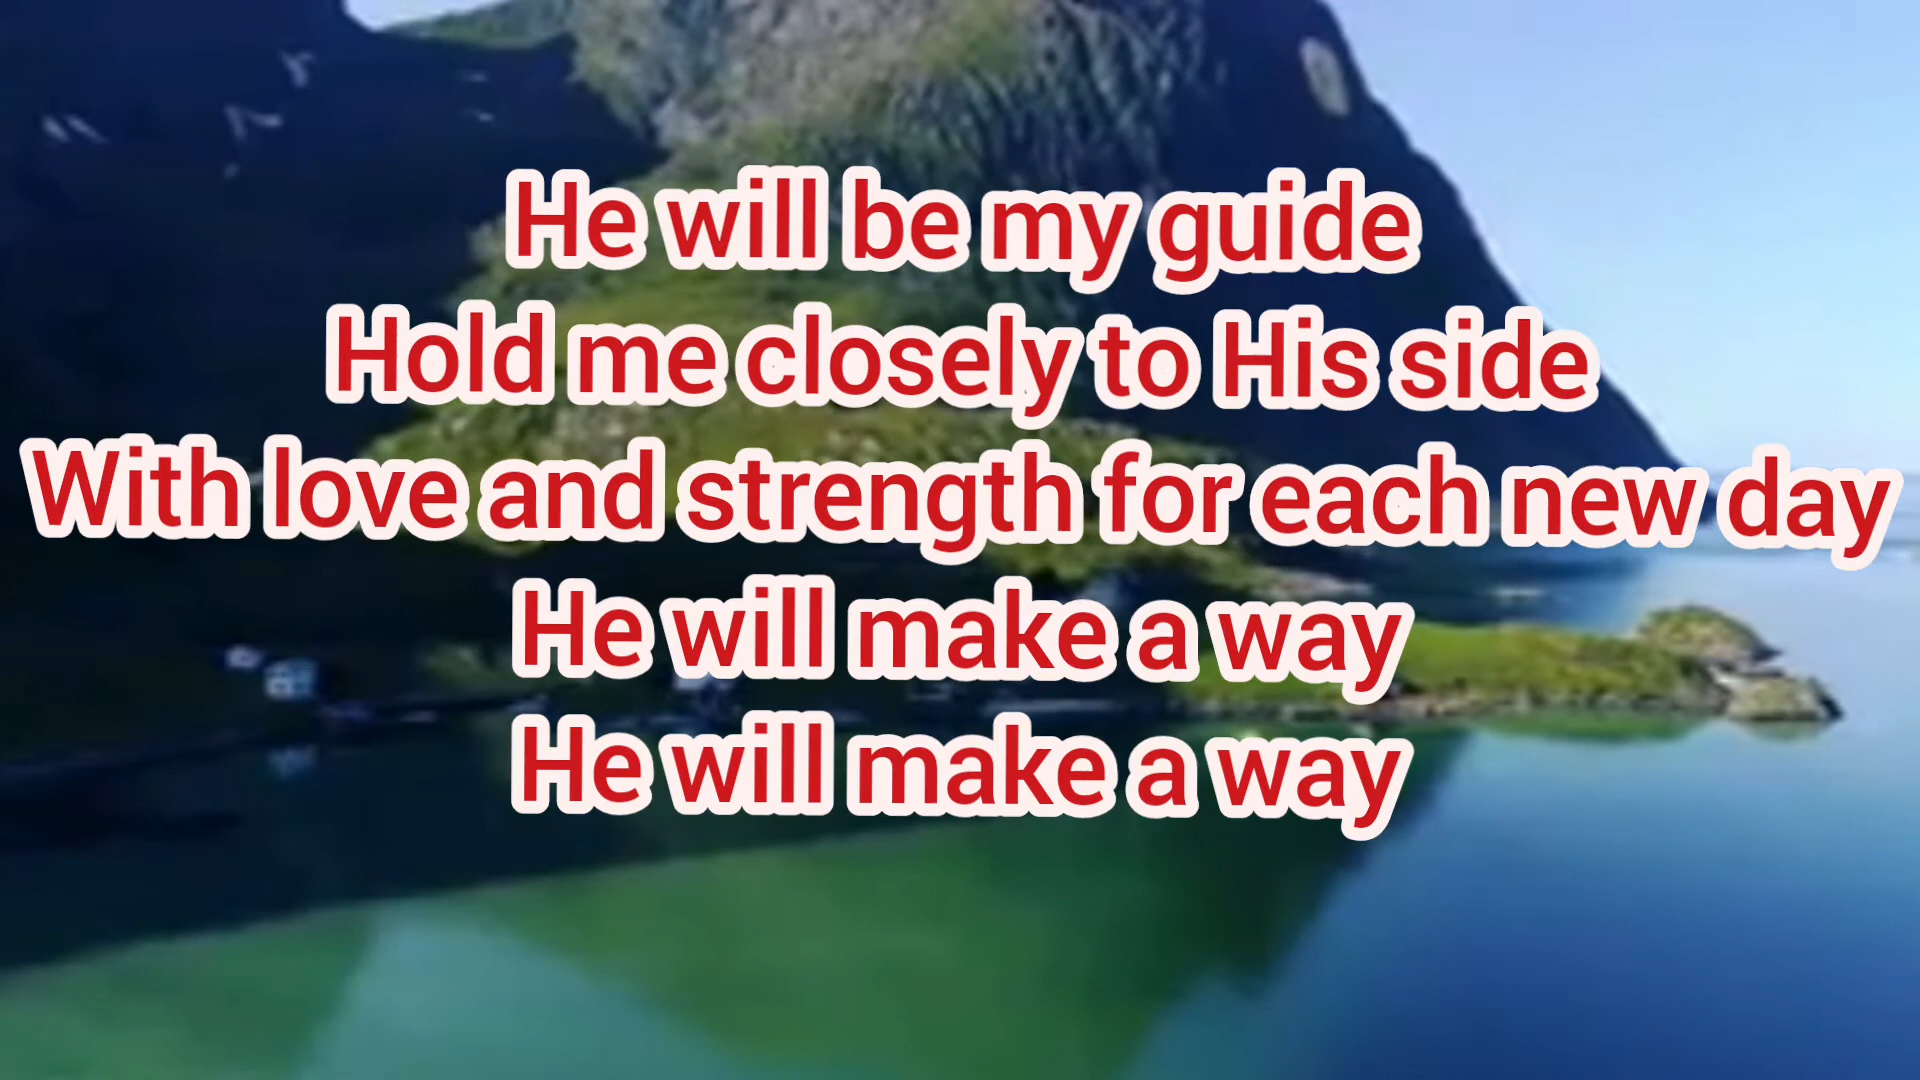 He will be my guide
Hold me closely to His side
With love and strength for each new day
He will make a way
He will make a way